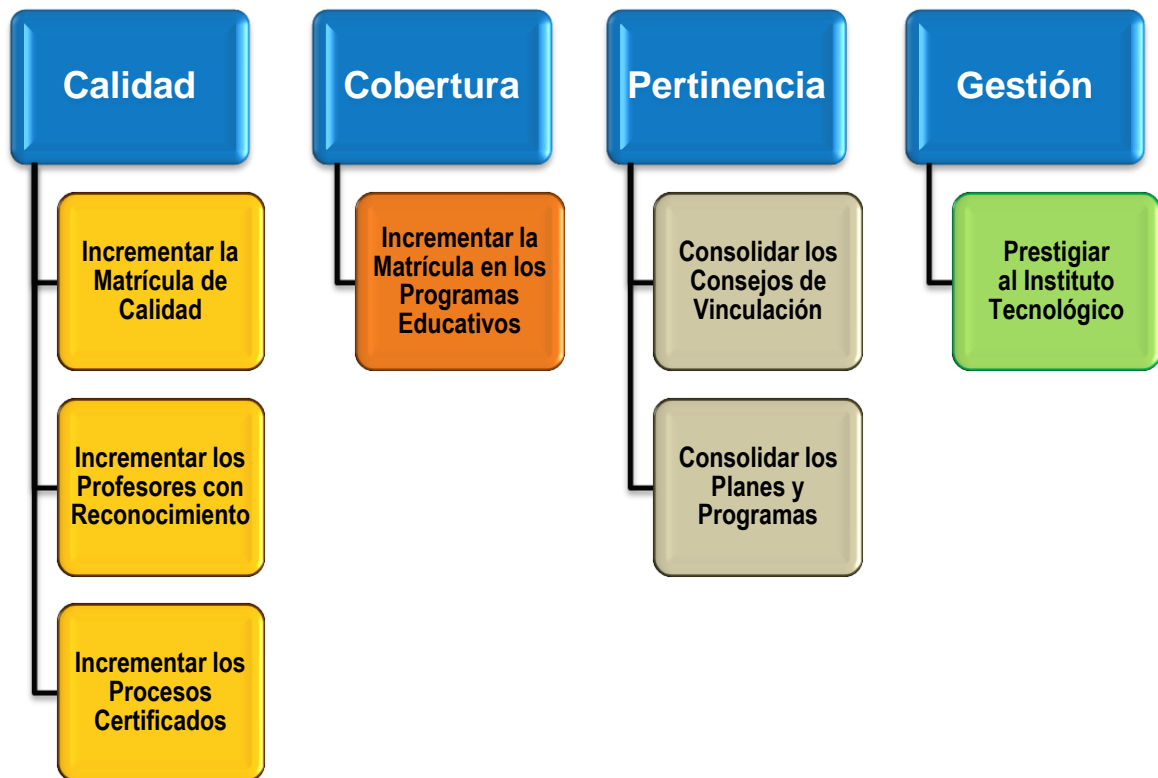 Calidad
Incrementar la
Matrícula de
Calidad
Incrementar los
Profesores con
Reconocimiento
Incrementar los
Procesos
Certificados
Cobertura
Incrementar la
Matrícula en los
Programas
Educativos
Pertinencia
Consolidar los
Consejos de
Vinculación
Consolidar los
Planes y
Programas
Gestión
Prestigiar
al Instituto
Tecnológico